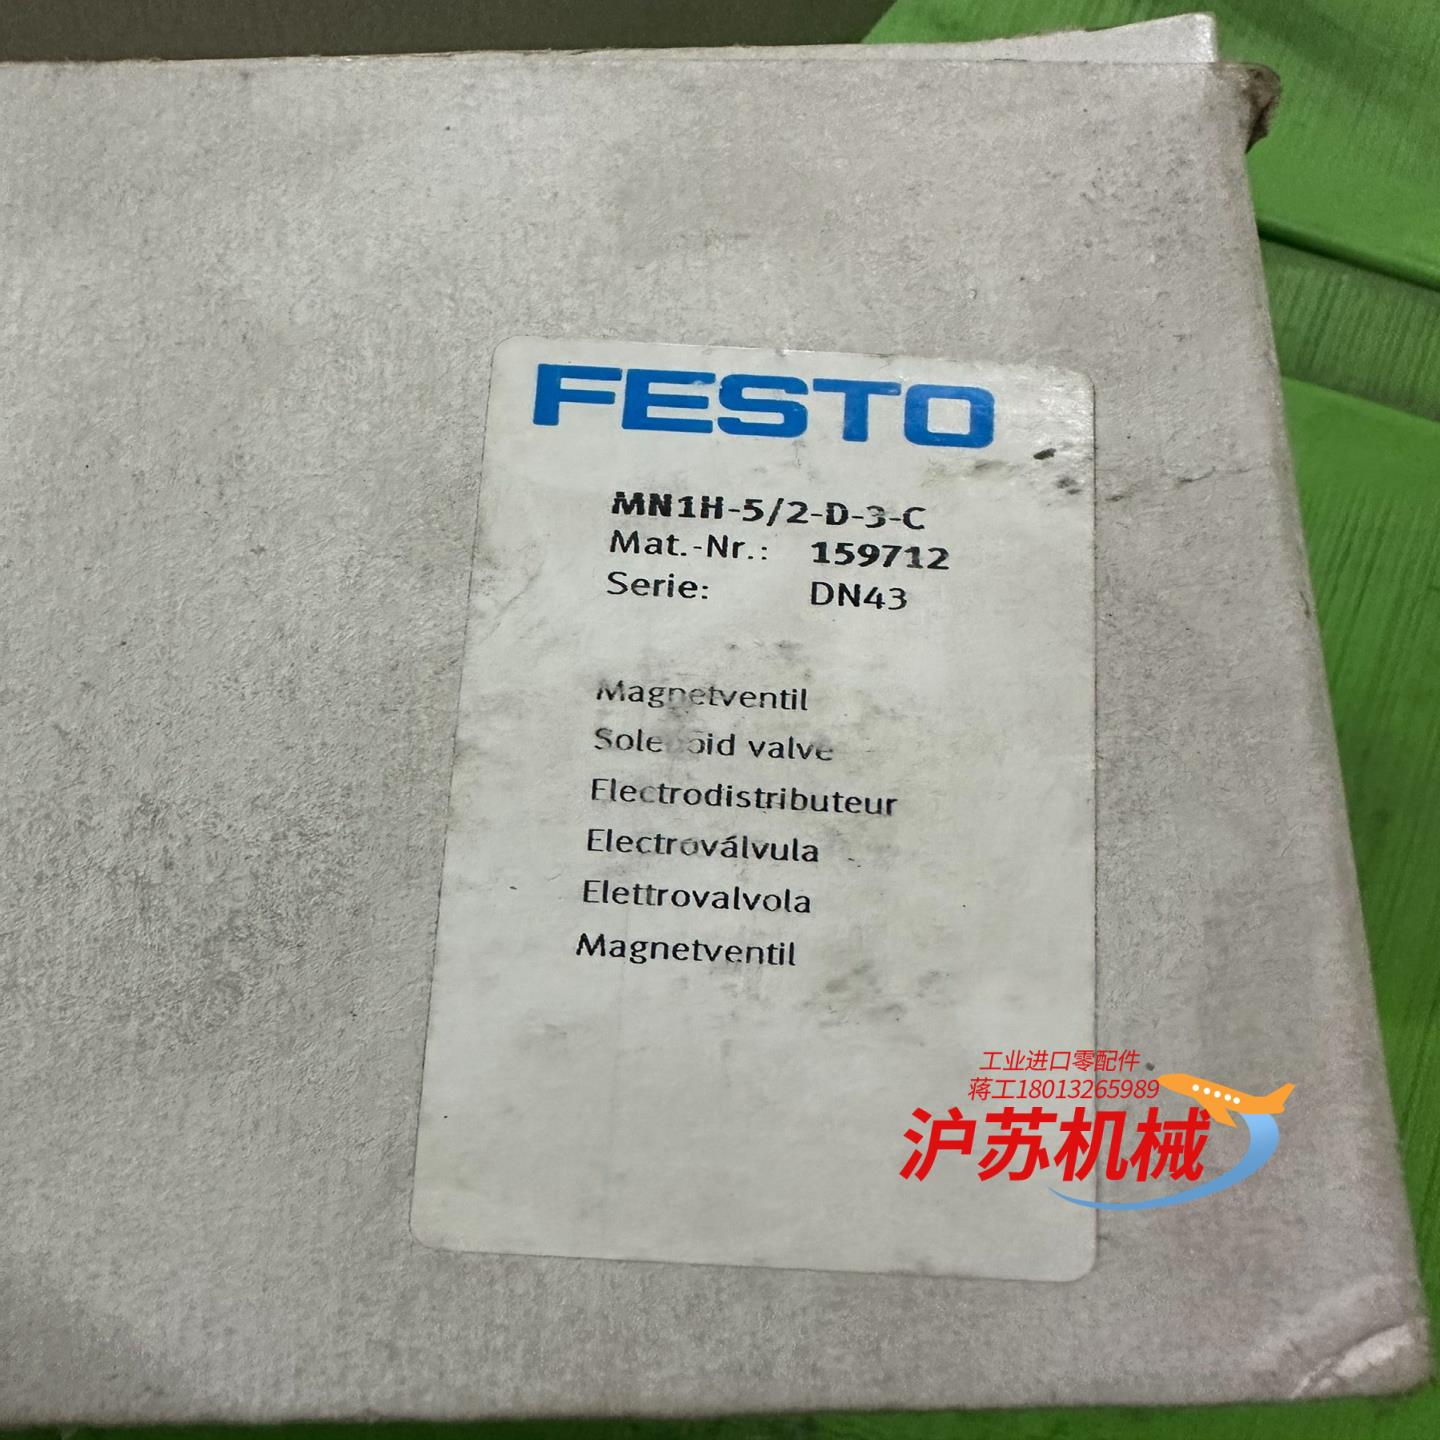 FESTO
MN1H-5/2-D-3-C
Mat.-Nr.: 159712
Serie: DN43
Magnetventil
Solenoid valve
Electrodistributeur
Electroválvula
Elettrovalvola
Magnetventil
工业进口零配件
蒋工18013265989
沪苏机械